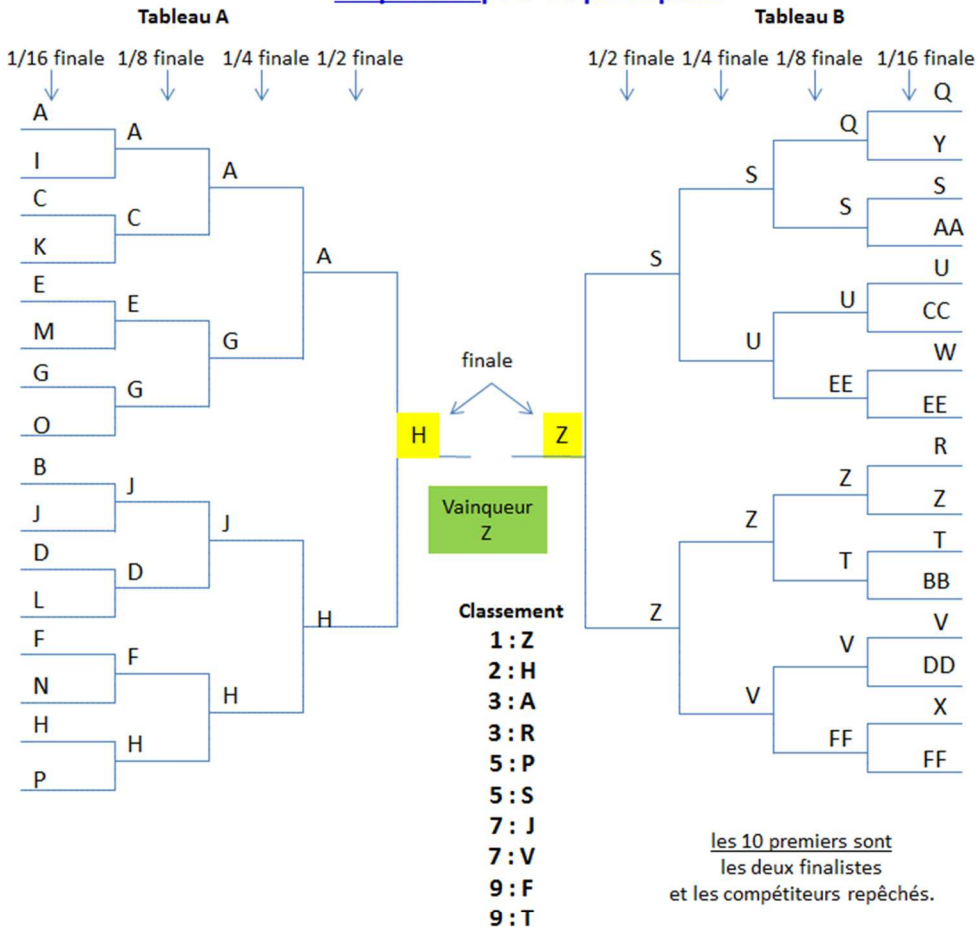 Tableau A
Tableau B
1/16 finale 1/8 finale 1/4 finale 1/2 finale
1/2 finale 1/4 finale 1/8 finale 1/16 finale
A
I
C
K
E
M
G
O
B
J
D
L
F
N
H
P
A
C
E
G
J
D
F
H
A
G
J
H
A
H
finale
H
Z
Vainqueur
Z
S
Z
S
U
Z
V
Q
S
U
EE
Z
T
V
FF
Q
Y
S
AA
U
CC
W
EE
R
Z
T
BB
V
DD
X
FF
Classement
1 : Z
2 : H
3 : A
3 : R
5 : P
5 : S
7 : J
7 : V
9 : F
9 : T
les 10 premiers sont
les deux finalistes
et les compétiteurs repêchés.